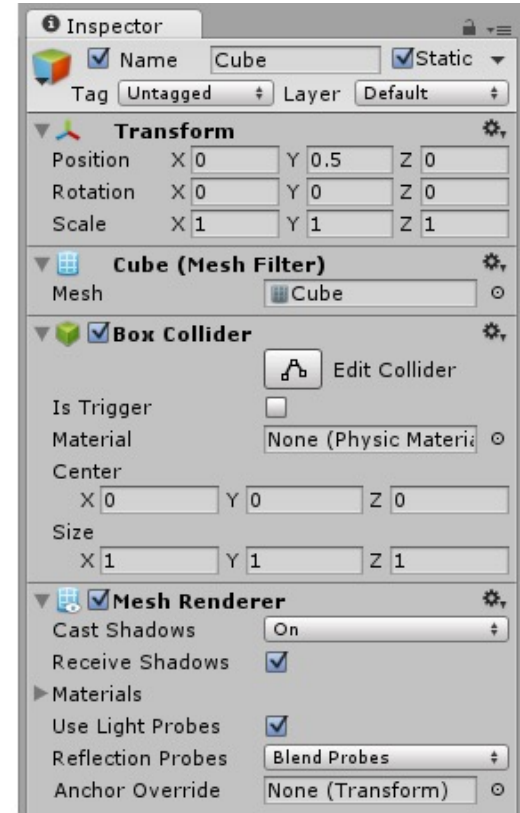 Inspector
Name Cube Static
Tag Untagged Layer Default
Transform
Position X 0 Y 0.5 Z 0
Rotation X 0 Y 0 Z 0
Scale X 1 Y 1 Z 1
Cube (Mesh Filter)
Mesh Cube
Box Collider
Edit Collider
Is Trigger
Material None (Physic Materia
Center
X 0 Y 0 Z 0
Size
X 1 Y 1 Z 1
Mesh Renderer
Cast Shadows On
Receive Shadows
Materials
Use Light Probes
Reflection Probes Blend Probes
Anchor Override None (Transform)